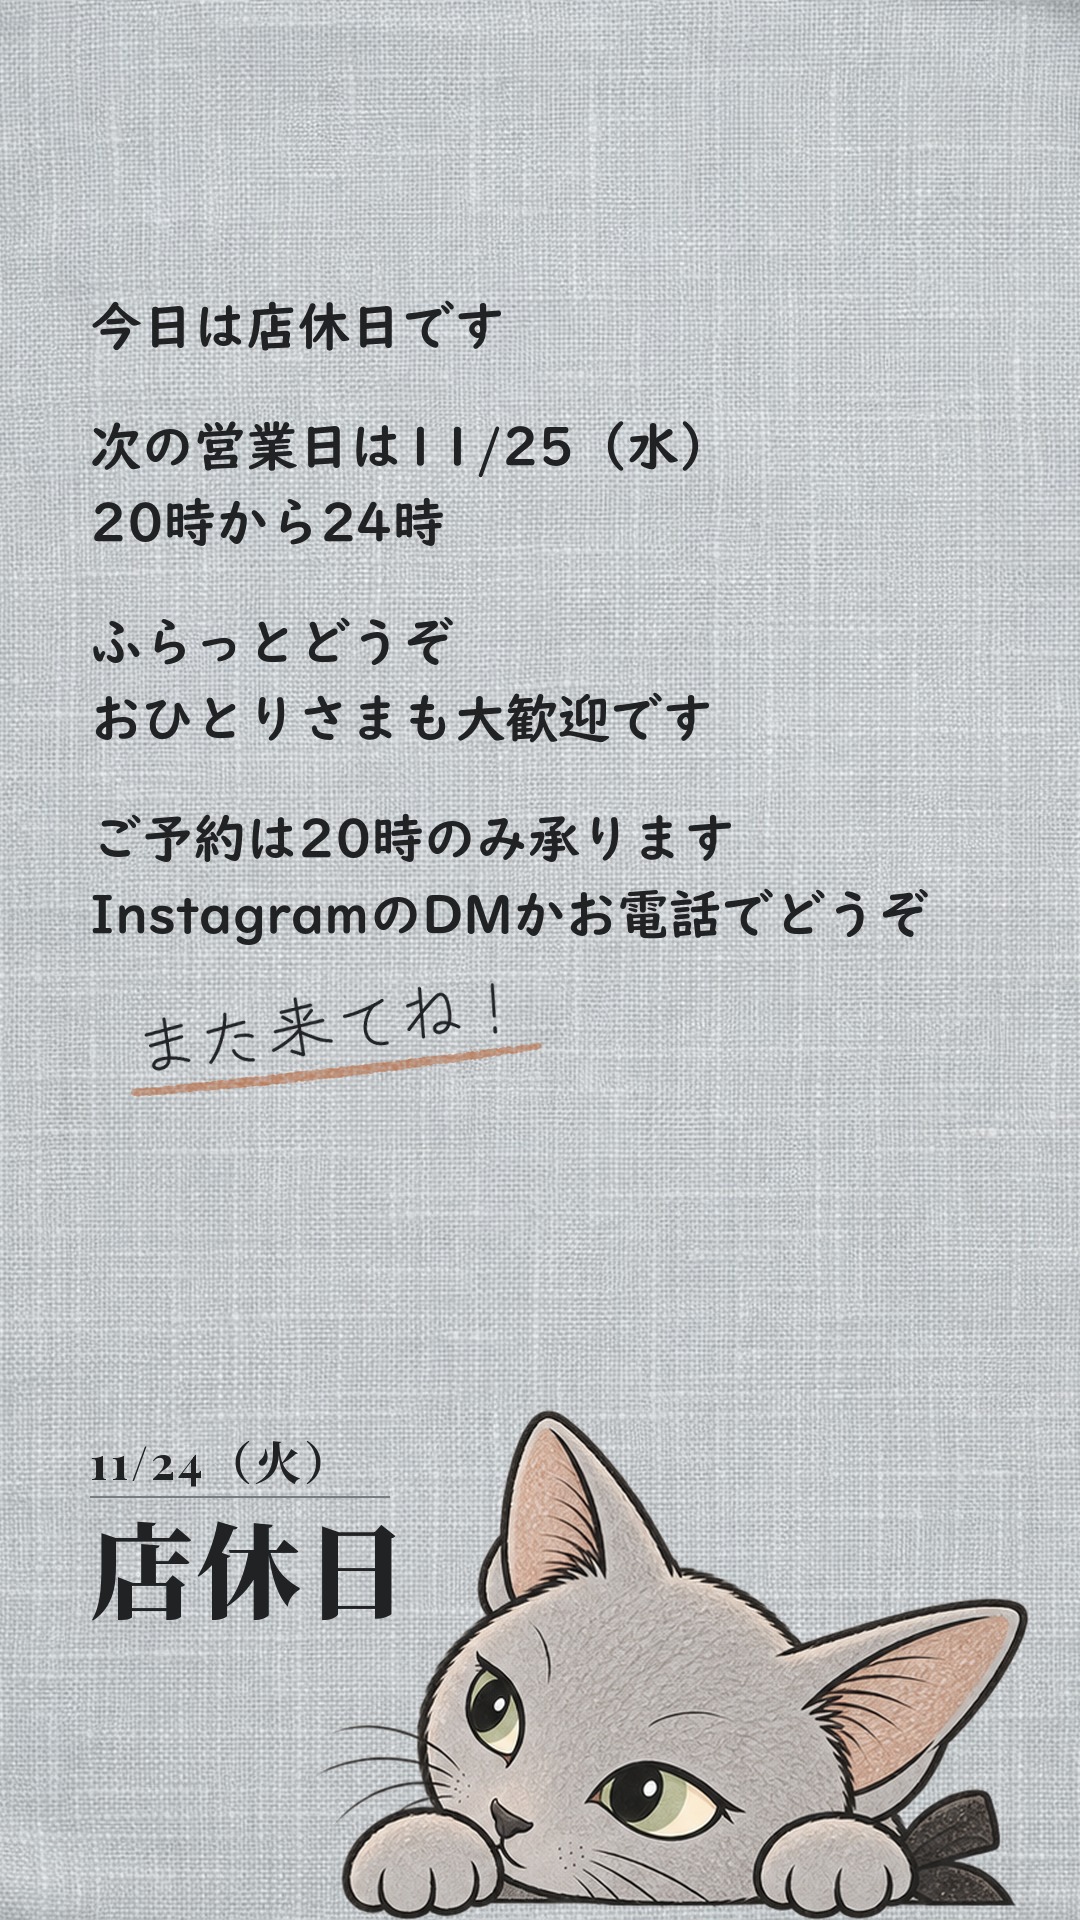 今日は店休日です
次の営業日は11/25（水）
20時から24時
ふらっとどうぞ
おひとりさまも大歓迎です
ご予約は20時のみ承ります
InstagramのDMかお電話でどうぞ
また来てね！
11/24（火）
店休日